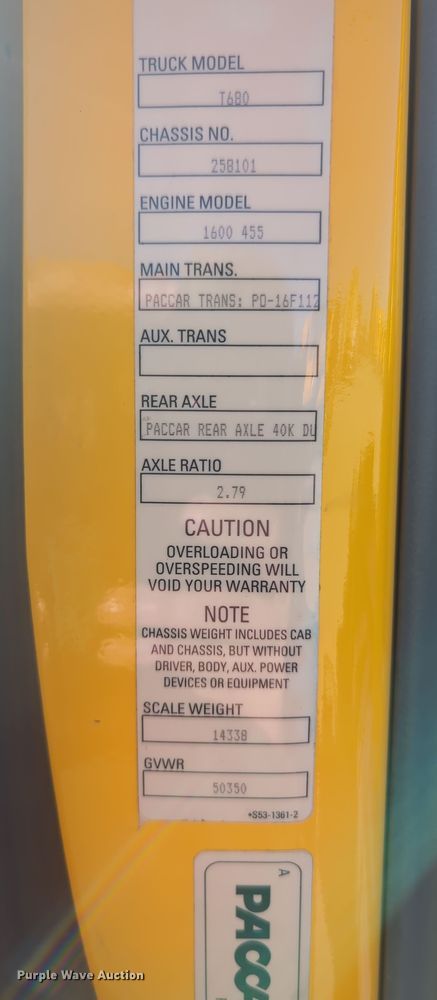 TRUCK MODEL
T680
CHASSIS NO.
258101
ENGINE MODEL
1600 455
MAIN TRANS.
PACCAR TRANS: PO-16F112
AUX. TRANS
REAR AXLE
PACCAR REAR AXLE 40K DU
AXLE RATIO
2.79
CAUTION
OVERLOADING OR
OVERSPEEDING WILL
VOID YOUR WARRANTY
NOTE
CHASSIS WEIGHT INCLUDES CAB
AND CHASSIS, BUT WITHOUT
DRIVER, BODY, AUX. POWER
DEVICES OR EQUIPMENT
SCALE WEIGHT
14338
GVWR
50350
*S53-1361-2
A
PACCA
Purple Wave Auction